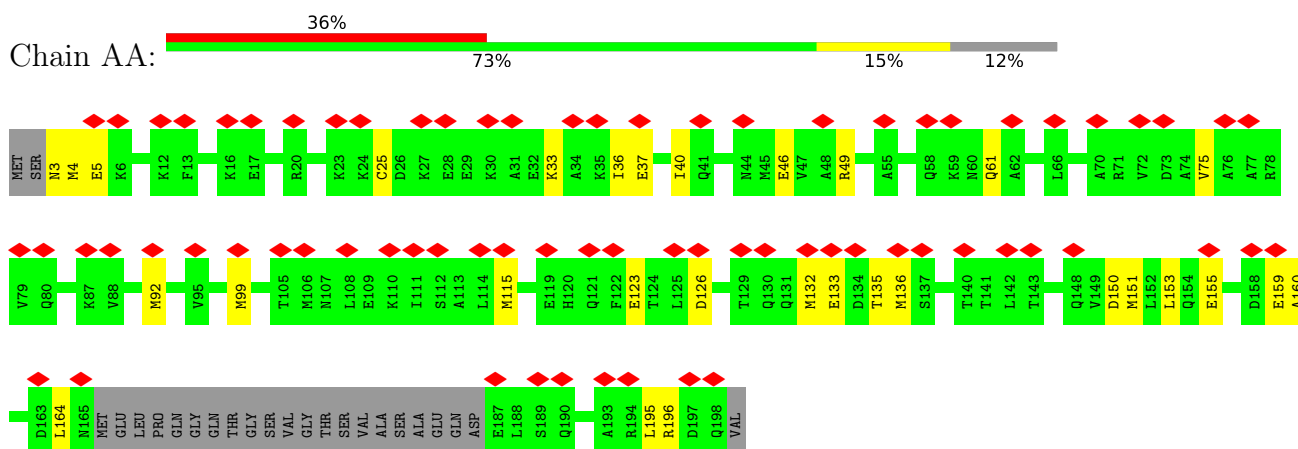 36%
Chain AA:
73% 15% 12%
MET SER N3 M4 E5 K6 K12 F13 K16 E17 R20 K23 K24 C25 D26 K27 E28 E29 K30 A31 E32 K33 A34 K35 I36 E37 I40 Q41 N44 M45 E46 V47 A48 R49 A55 Q58 K59 N60 Q61 A62 L66 A70 R71 V72 D73 A74 V75 A76 A77 R78
V79 Q80 K87 V88 M92 V95 M99 T105 M106 N107 L108 E109 K110 I111 S112 A113 L114 M115 E119 H120 Q121 F122 E123 T124 L125 D126 T129 Q130 Q131 M132 E133 D134 T135 M136 S137 T140 T141 L142 T143 Q148 V149 D150 M151 L152 L153 Q154 E155 D158 E159 A160
D163 L164 N165 MET GLU LEU PRO GLN GLY GLN THR GLY SER VAL GLY THR SER VAL ALA SER ALA GLU GLN ASP E187 L188 S189 Q190 A193 R194 L195 R196 D197 Q198 VAL